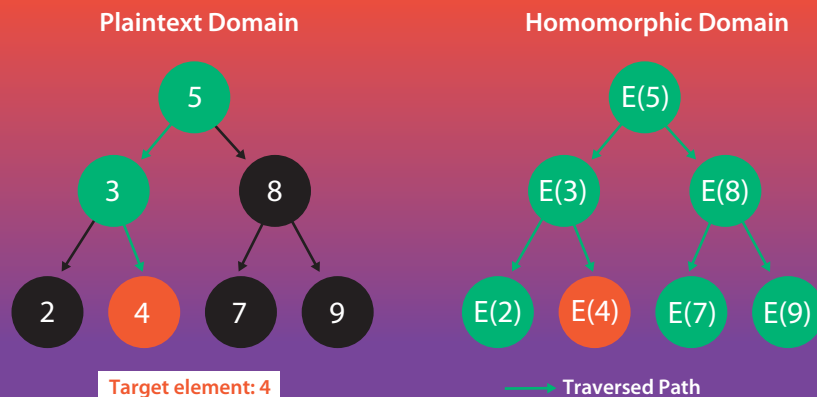 Plaintext Domain
5
3
8
2
4
7
9
Target element: 4
Homomorphic Domain
E(5)
E(3)
E(8)
E(2)
E(4)
E(7)
E(9)
Traversed Path